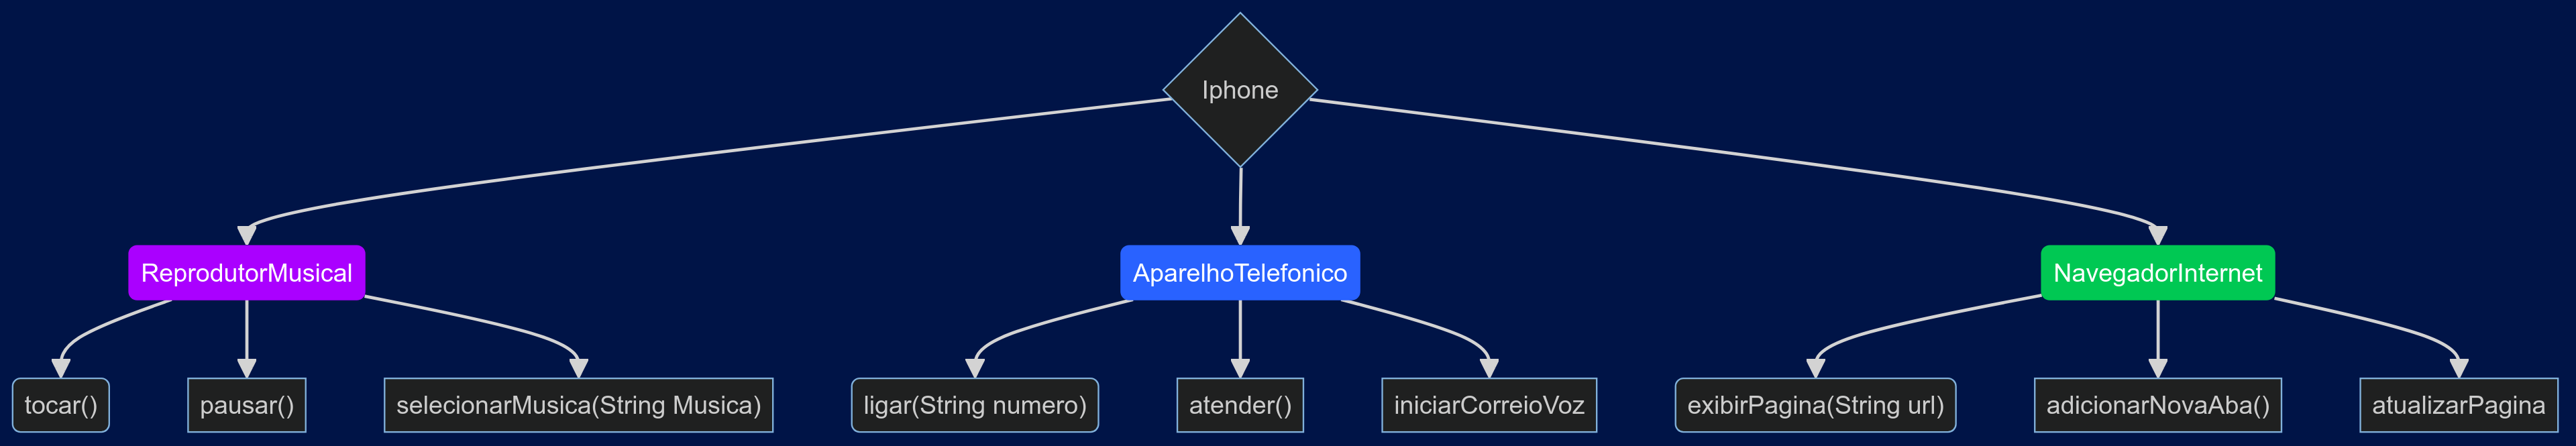 Iphone
ReprodutorMusical
AparelhoTelefonico
NavegadorInternet
tocar()
pausar()
selecionarMusica(String Musica)
ligar(String numero)
atender()
iniciarCorreioVoz
exibirPagina(String url)
adicionarNovaAba()
atualizarPagina